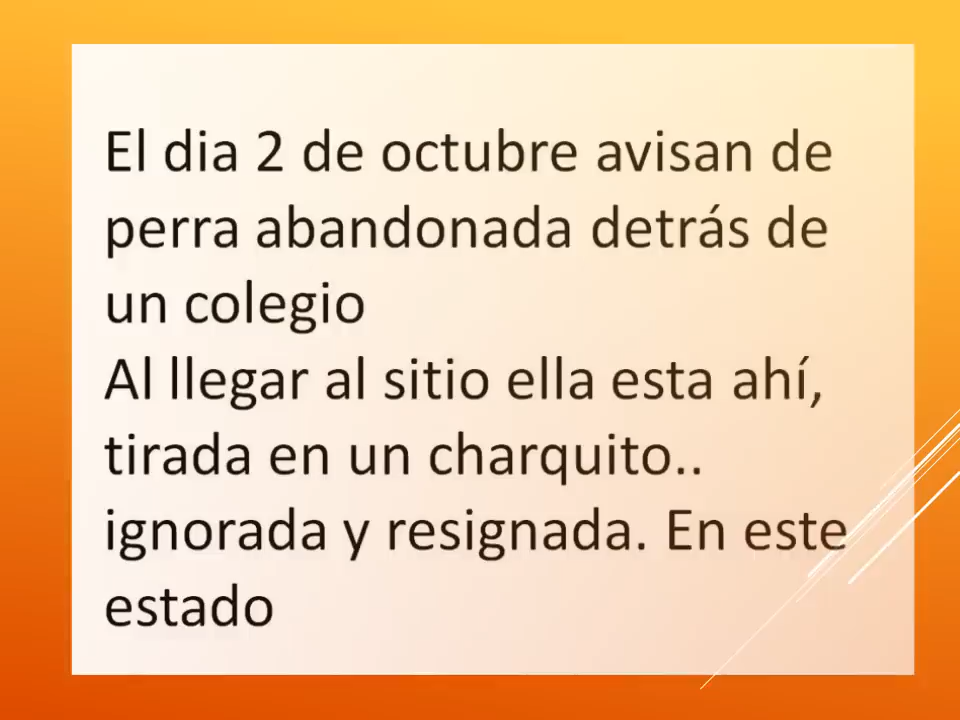 El dia 2 de octubre avisan de
perra abandonada detrás de
un colegio
Al llegar al sitio ella esta ahí,
tirada en un charquito..
ignorada y resignada. En este
estado